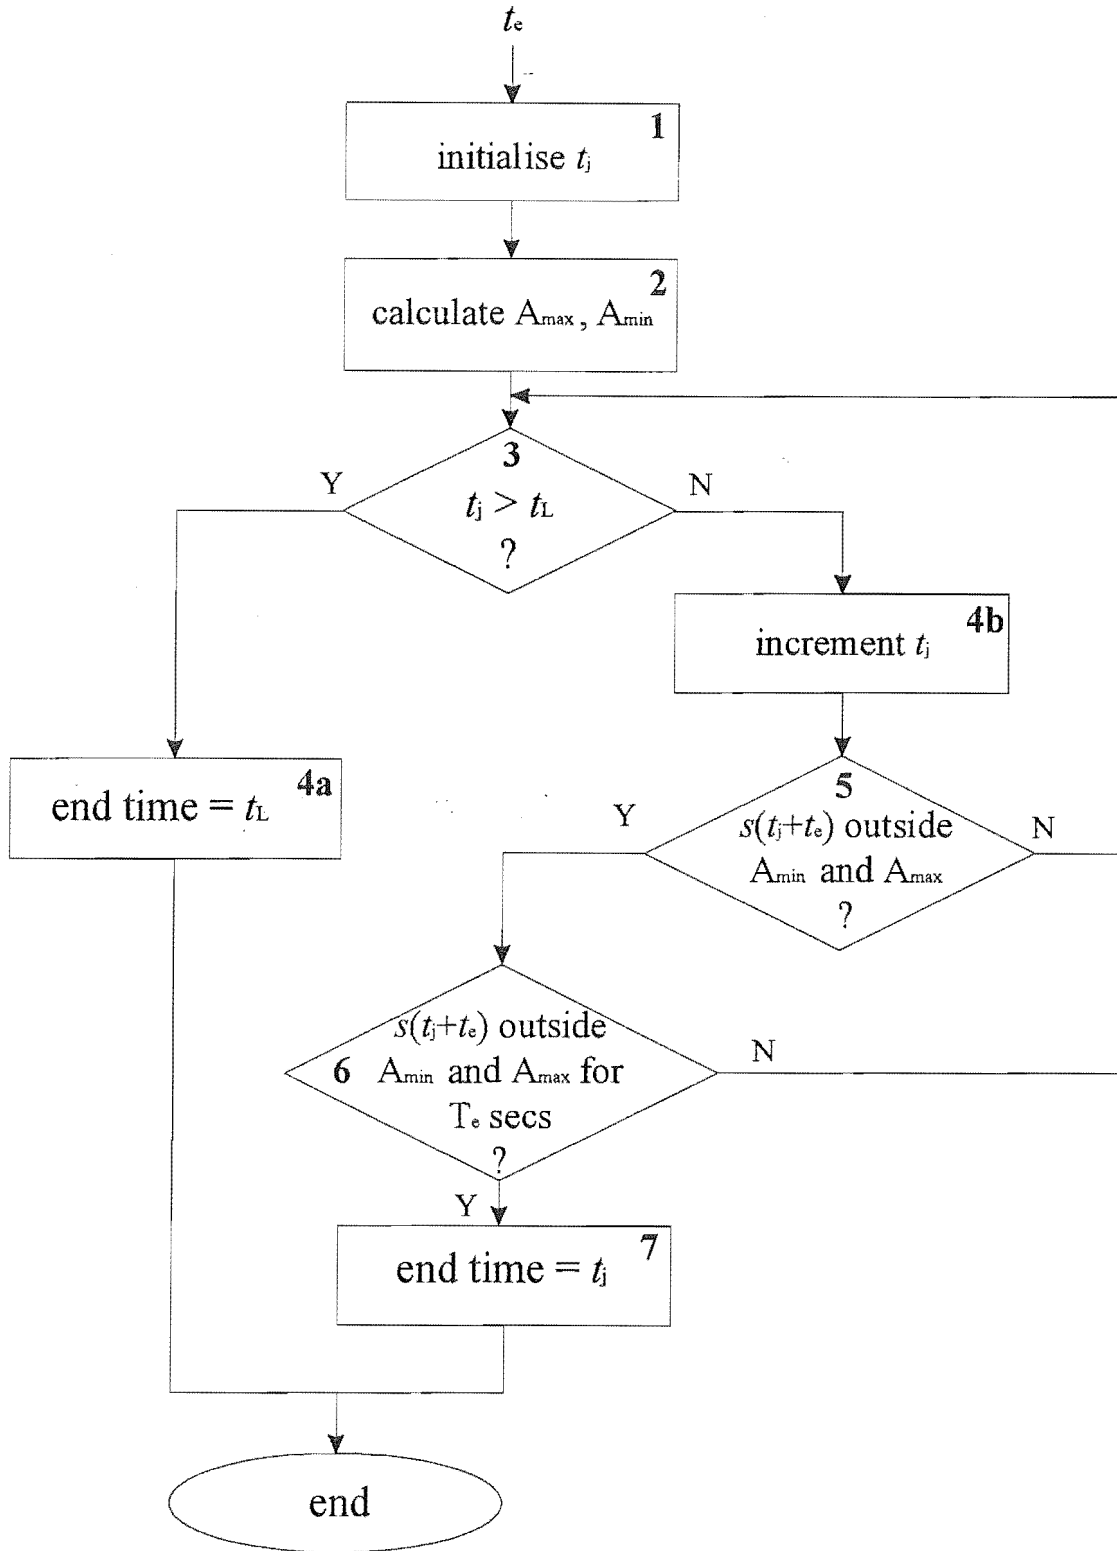 te
1
initialise tj
2
calculate Amax, Amin
3
Y
N
tj > tL
?
4b
increment tj
4a
end time = tL
5
Y
N
s(tj+te) outside
Amin and Amax
?
s(tj+te) outside
6 Amin and Amax for
Te secs
?
N
Y
7
end time = tj
end